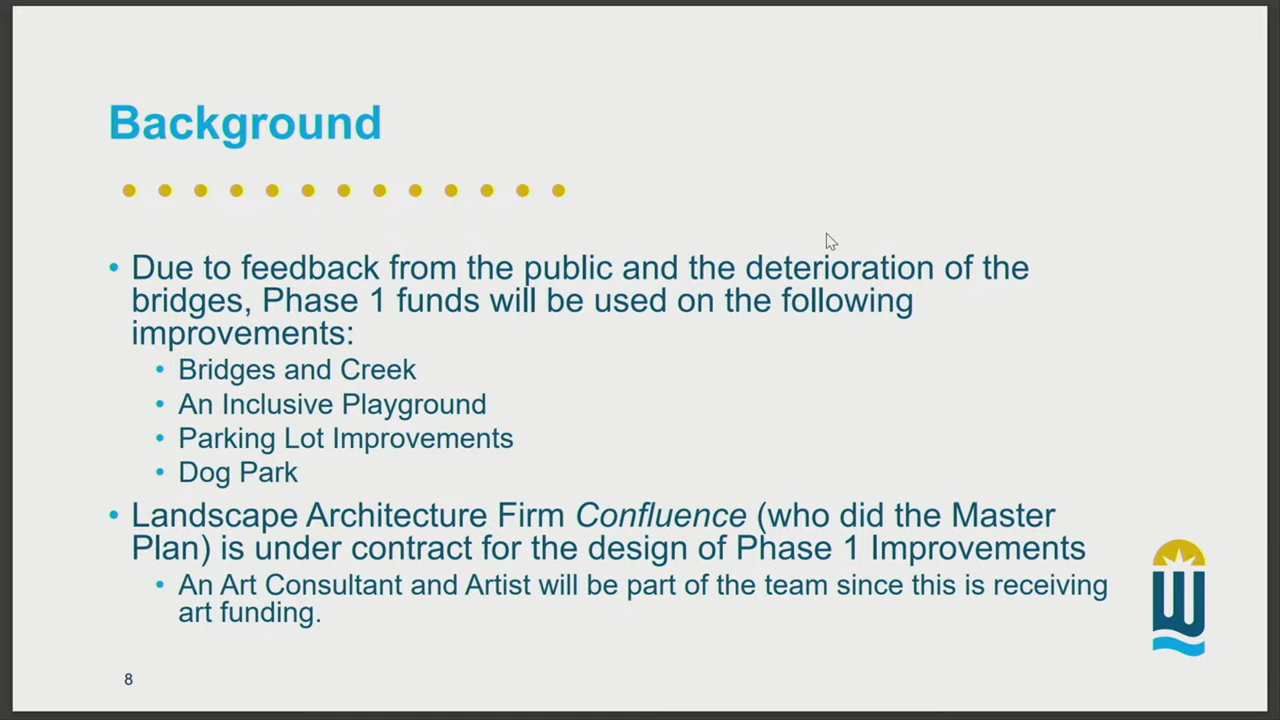 Background
• Due to feedback from the public and the deterioration of the
bridges, Phase 1 funds will be used on the following
improvements:
• Bridges and Creek
• An Inclusive Playground
• Parking Lot Improvements
• Dog Park
• Landscape Architecture Firm Confluence (who did the Master
Plan) is under contract for the design of Phase 1 Improvements
• An Art Consultant and Artist will be part of the team since this is receiving
art funding.
8